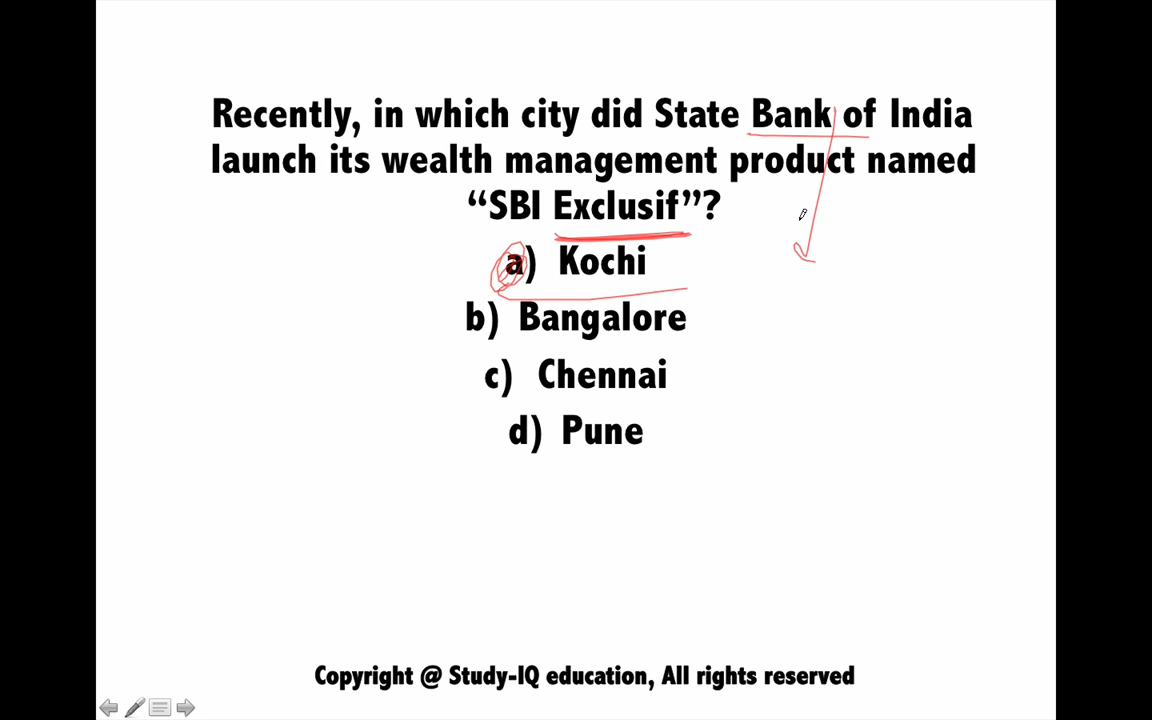 Recently, in which city did State Bank of India
launch its wealth management product named
“SBI Exclusif”?
a) Kochi
b) Bangalore
c) Chennai
d) Pune
Copyright @ Study-IQ education, All rights reserved